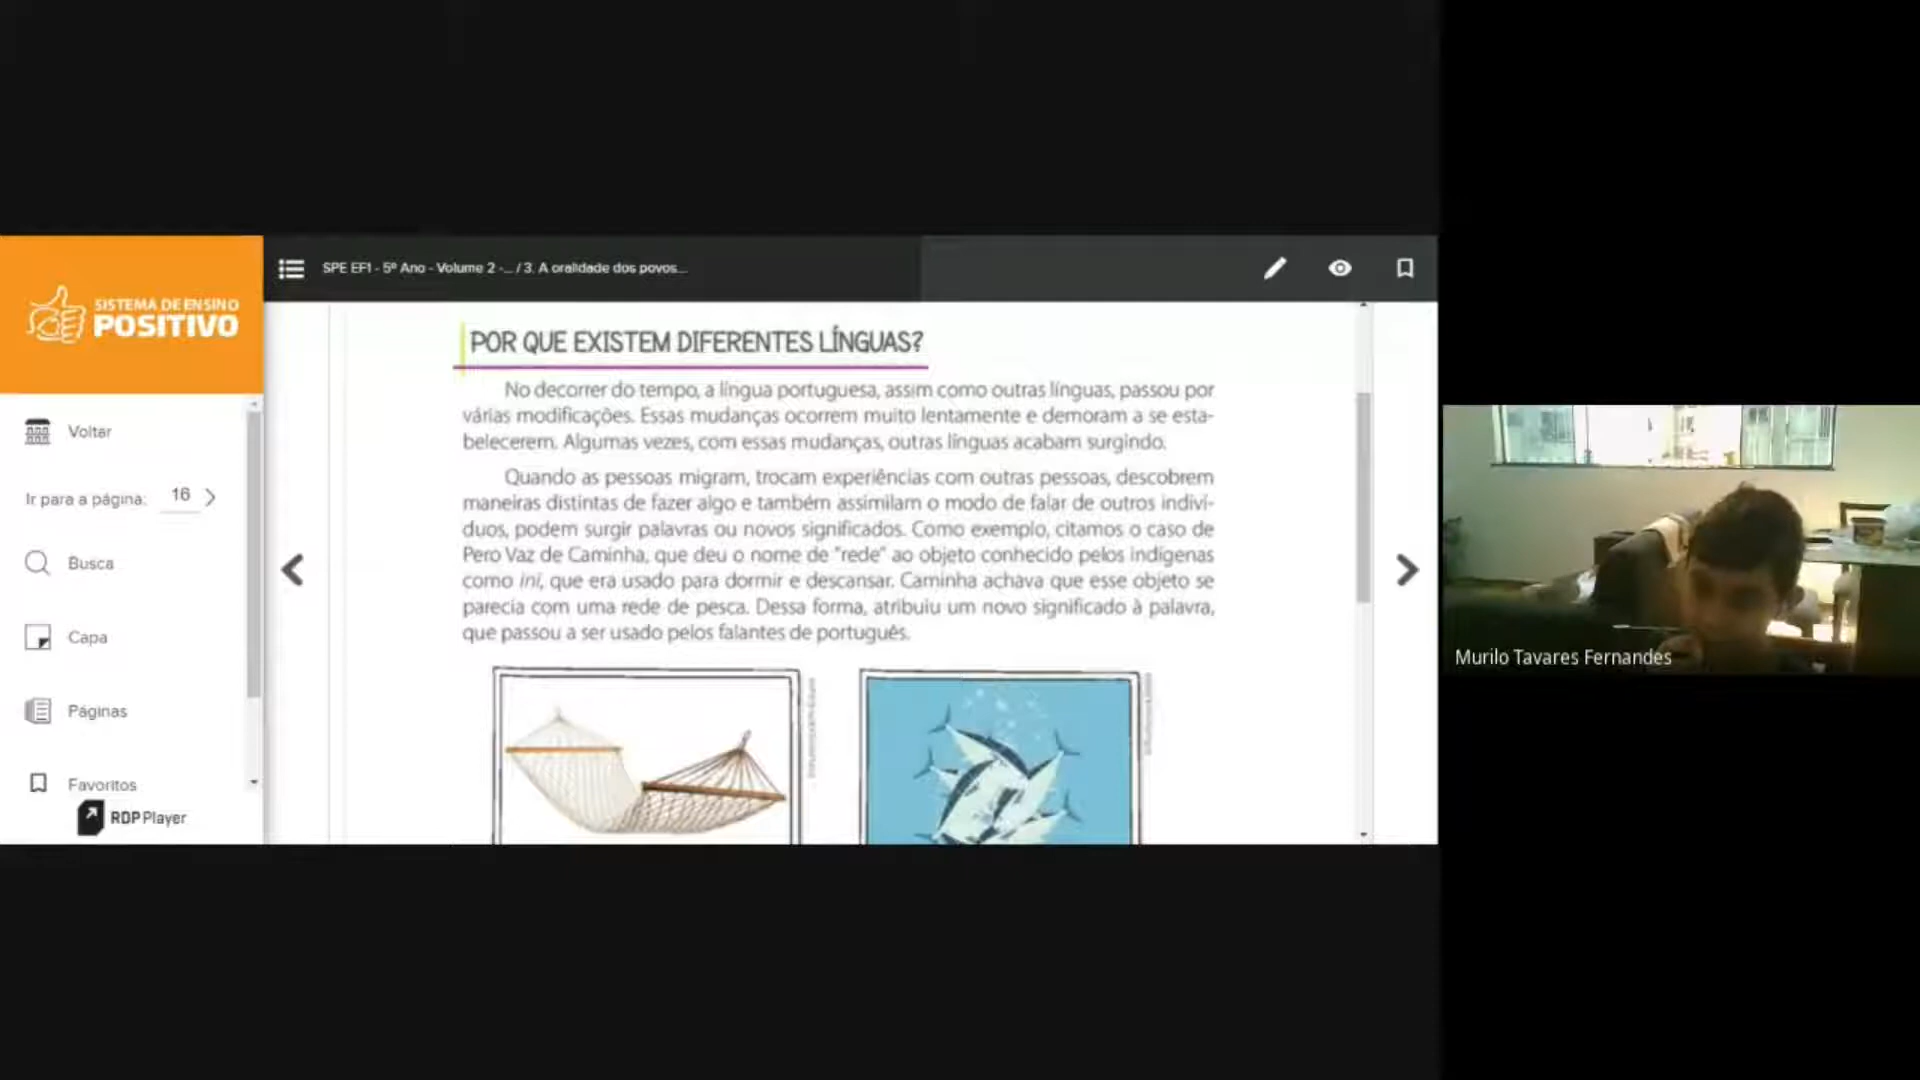 SISTEMA DE ENSINO
POSITIVO
SPE EF1 - 5º Ano - Volume 2 -... / 3. A oralidade dos povos...
Voltar
Ir para a página: 16
Busca
Capa
Páginas
Favoritos
RDP Player
POR QUE EXISTEM DIFERENTES LÍNGUAS?
No decorrer do tempo, a língua portuguesa, assim como outras línguas, passou por
várias modificações. Essas mudanças ocorrem muito lentamente e demoram a se esta-
belecerem. Algumas vezes, com essas mudanças, outras línguas acabam surgindo.
Quando as pessoas migram, trocam experiências com outras pessoas, descobrem
maneiras distintas de fazer algo e também assimilam o modo de falar de outros indiví-
duos, podem surgir palavras ou novos significados. Como exemplo, citamos o caso de
Pero Vaz de Caminha, que deu o nome de "rede" ao objeto conhecido pelos indígenas
como ini, que era usado para dormir e descansar. Caminha achava que esse objeto se
parecia com uma rede de pesca. Dessa forma, atribuiu um novo significado à palavra,
que passou a ser usado pelos falantes de português.
Murilo Tavares Fernandes